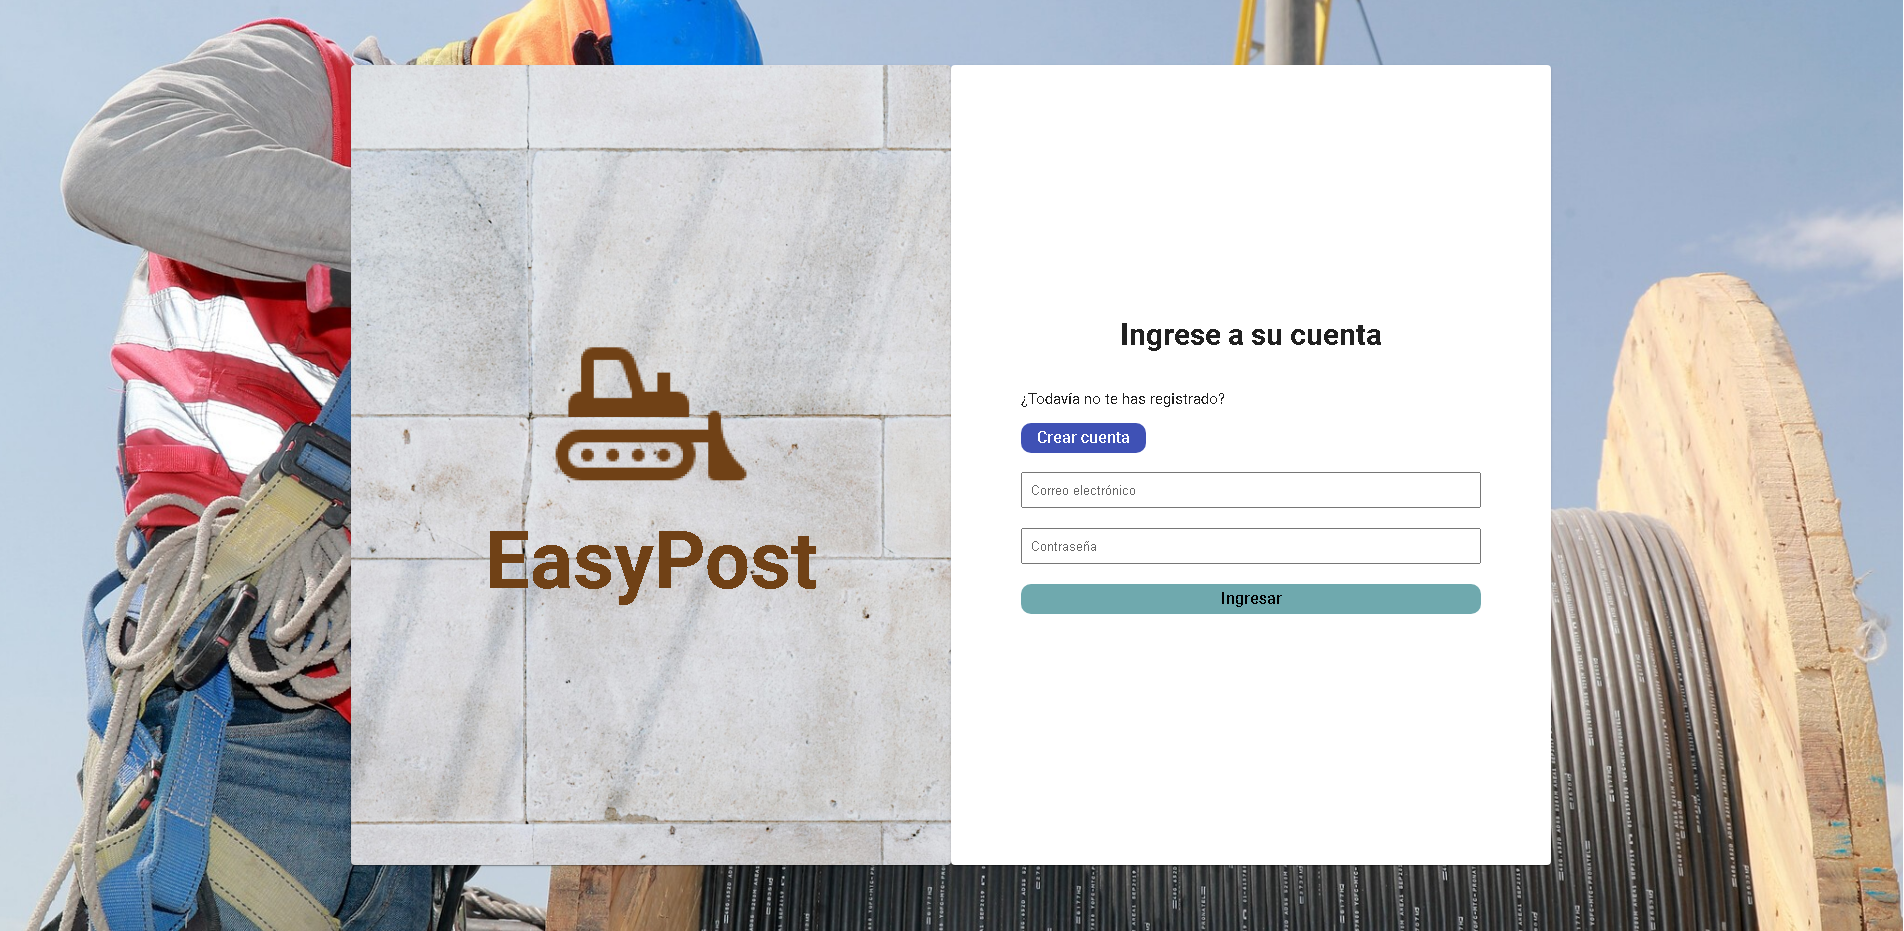 EasyPost
Ingrese a su cuenta
¿Todavía no te has registrado?
Crear cuenta
Correo electrónico
Contraseña
Ingresar